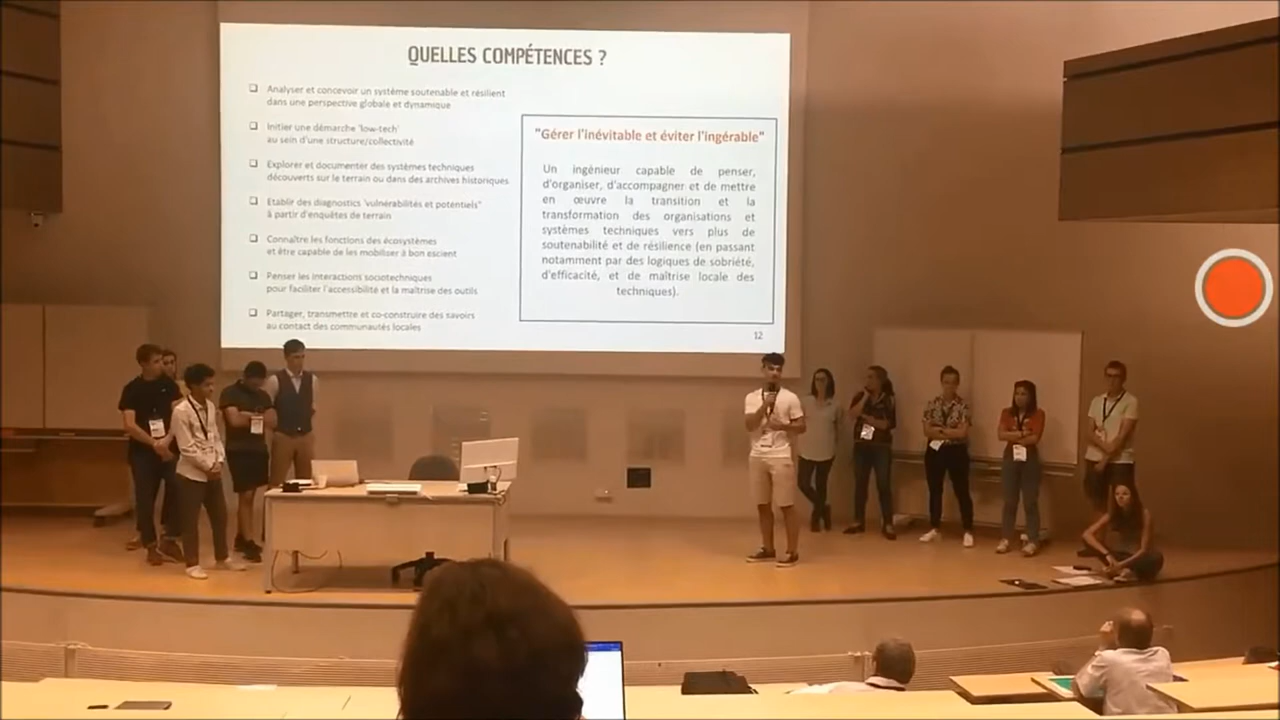 QUELLES COMPÉTENCES ?
Analyser et concevoir un système soutenable et résilient
dans une perspective globale et dynamique
Initier une démarche 'low-tech'
au sein d'une structure/collectivité
Explorer et documenter des systèmes techniques
découverts sur le terrain ou dans des archives historiques
Etablir des diagnostics 'vulnérabilités et potentiels"
à partir d'enquêtes de terrain
Connaître les fonctions des écosystèmes
et être capable de les mobiliser à bon escient
Penser les interactions sociotechniques
pour faciliter l'accessibilité et la maîtrise des outils
Partager, transmettre et co-construire des savoirs
au contact des communautés locales
"Gérer l'inévitable et éviter l'ingérable"
Un ingénieur capable de penser,
d'organiser, d'accompagner et de mettre
en œuvre la transition et la
transformation des organisations et
systèmes techniques vers plus de
soutenabilité et de résilience (en passant
notamment par des logiques de sobriété,
d'efficacité, et de maîtrise locale des
techniques).
12